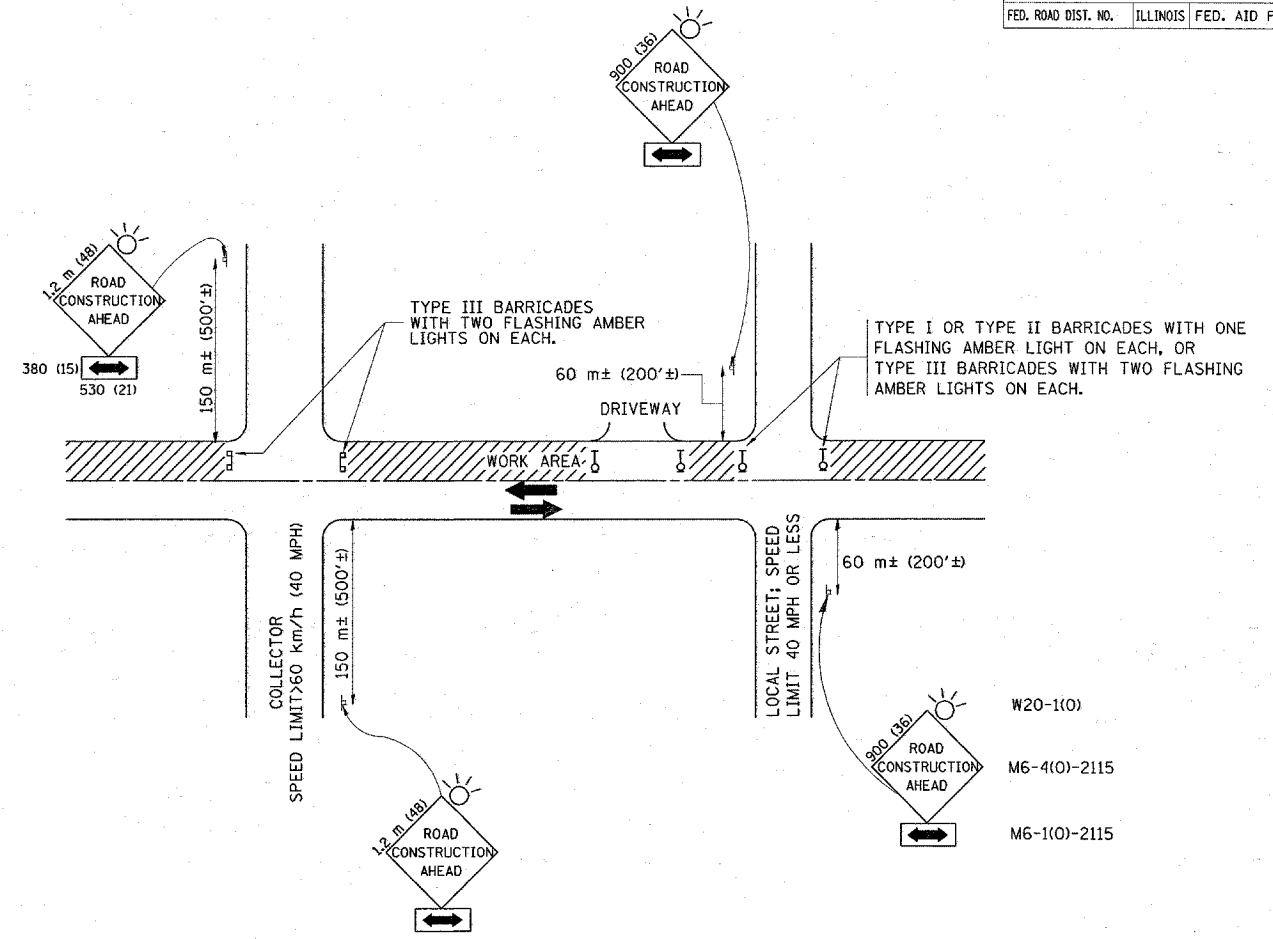 FED. ROAD DIST. NO. ILLINOIS FED. AID
900 (36)
ROAD
CONSTRUCTION
AHEAD
1.2 m (48)
ROAD
CONSTRUCTION
AHEAD
380 (15)
530 (21)
150 m± (500'±)
TYPE III BARRICADES
WITH TWO FLASHING AMBER
LIGHTS ON EACH.
60 m± (200'±)
DRIVEWAY
TYPE I OR TYPE II BARRICADES WITH ONE
FLASHING AMBER LIGHT ON EACH, OR
TYPE III BARRICADES WITH TWO FLASHING
AMBER LIGHTS ON EACH.
WORK AREA
COLLECTOR
SPEED LIMIT>60 km/h (40 MPH)
150 m± (500'±)
LOCAL STREET; SPEED
LIMIT 40 MPH OR LESS
60 m± (200'±)
1.2 m (48)
ROAD
CONSTRUCTION
AHEAD
900 (36)
ROAD
CONSTRUCTION
AHEAD
W20-1(O)
M6-4(O)-2115
M6-1(O)-2115